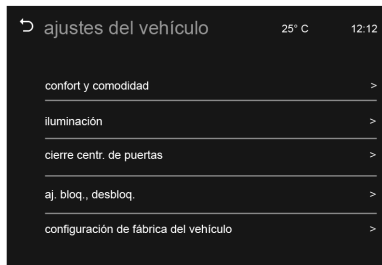 ajustes del vehículo 25° C 12:12
confort y comodidad >
iluminación >
cierre centr. de puertas >
aj. bloq., desbloq. >
configuración de fábrica del vehículo >